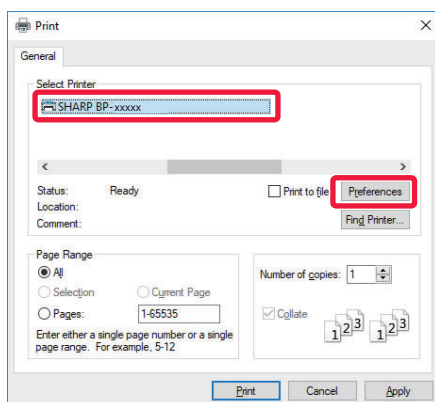 Print
General
Select Printer
SHARP BP-xxxxx
Status: Ready
Print to file
Preferences
Location:
Comment:
Find Printer...
Page Range
All
Selection
Current Page
Pages: 1-65535
Enter either a single page number or a single
page range. For example, 5-12
Number of copies: 1
Collate
1 2 3 1 2 3
Print Cancel Apply